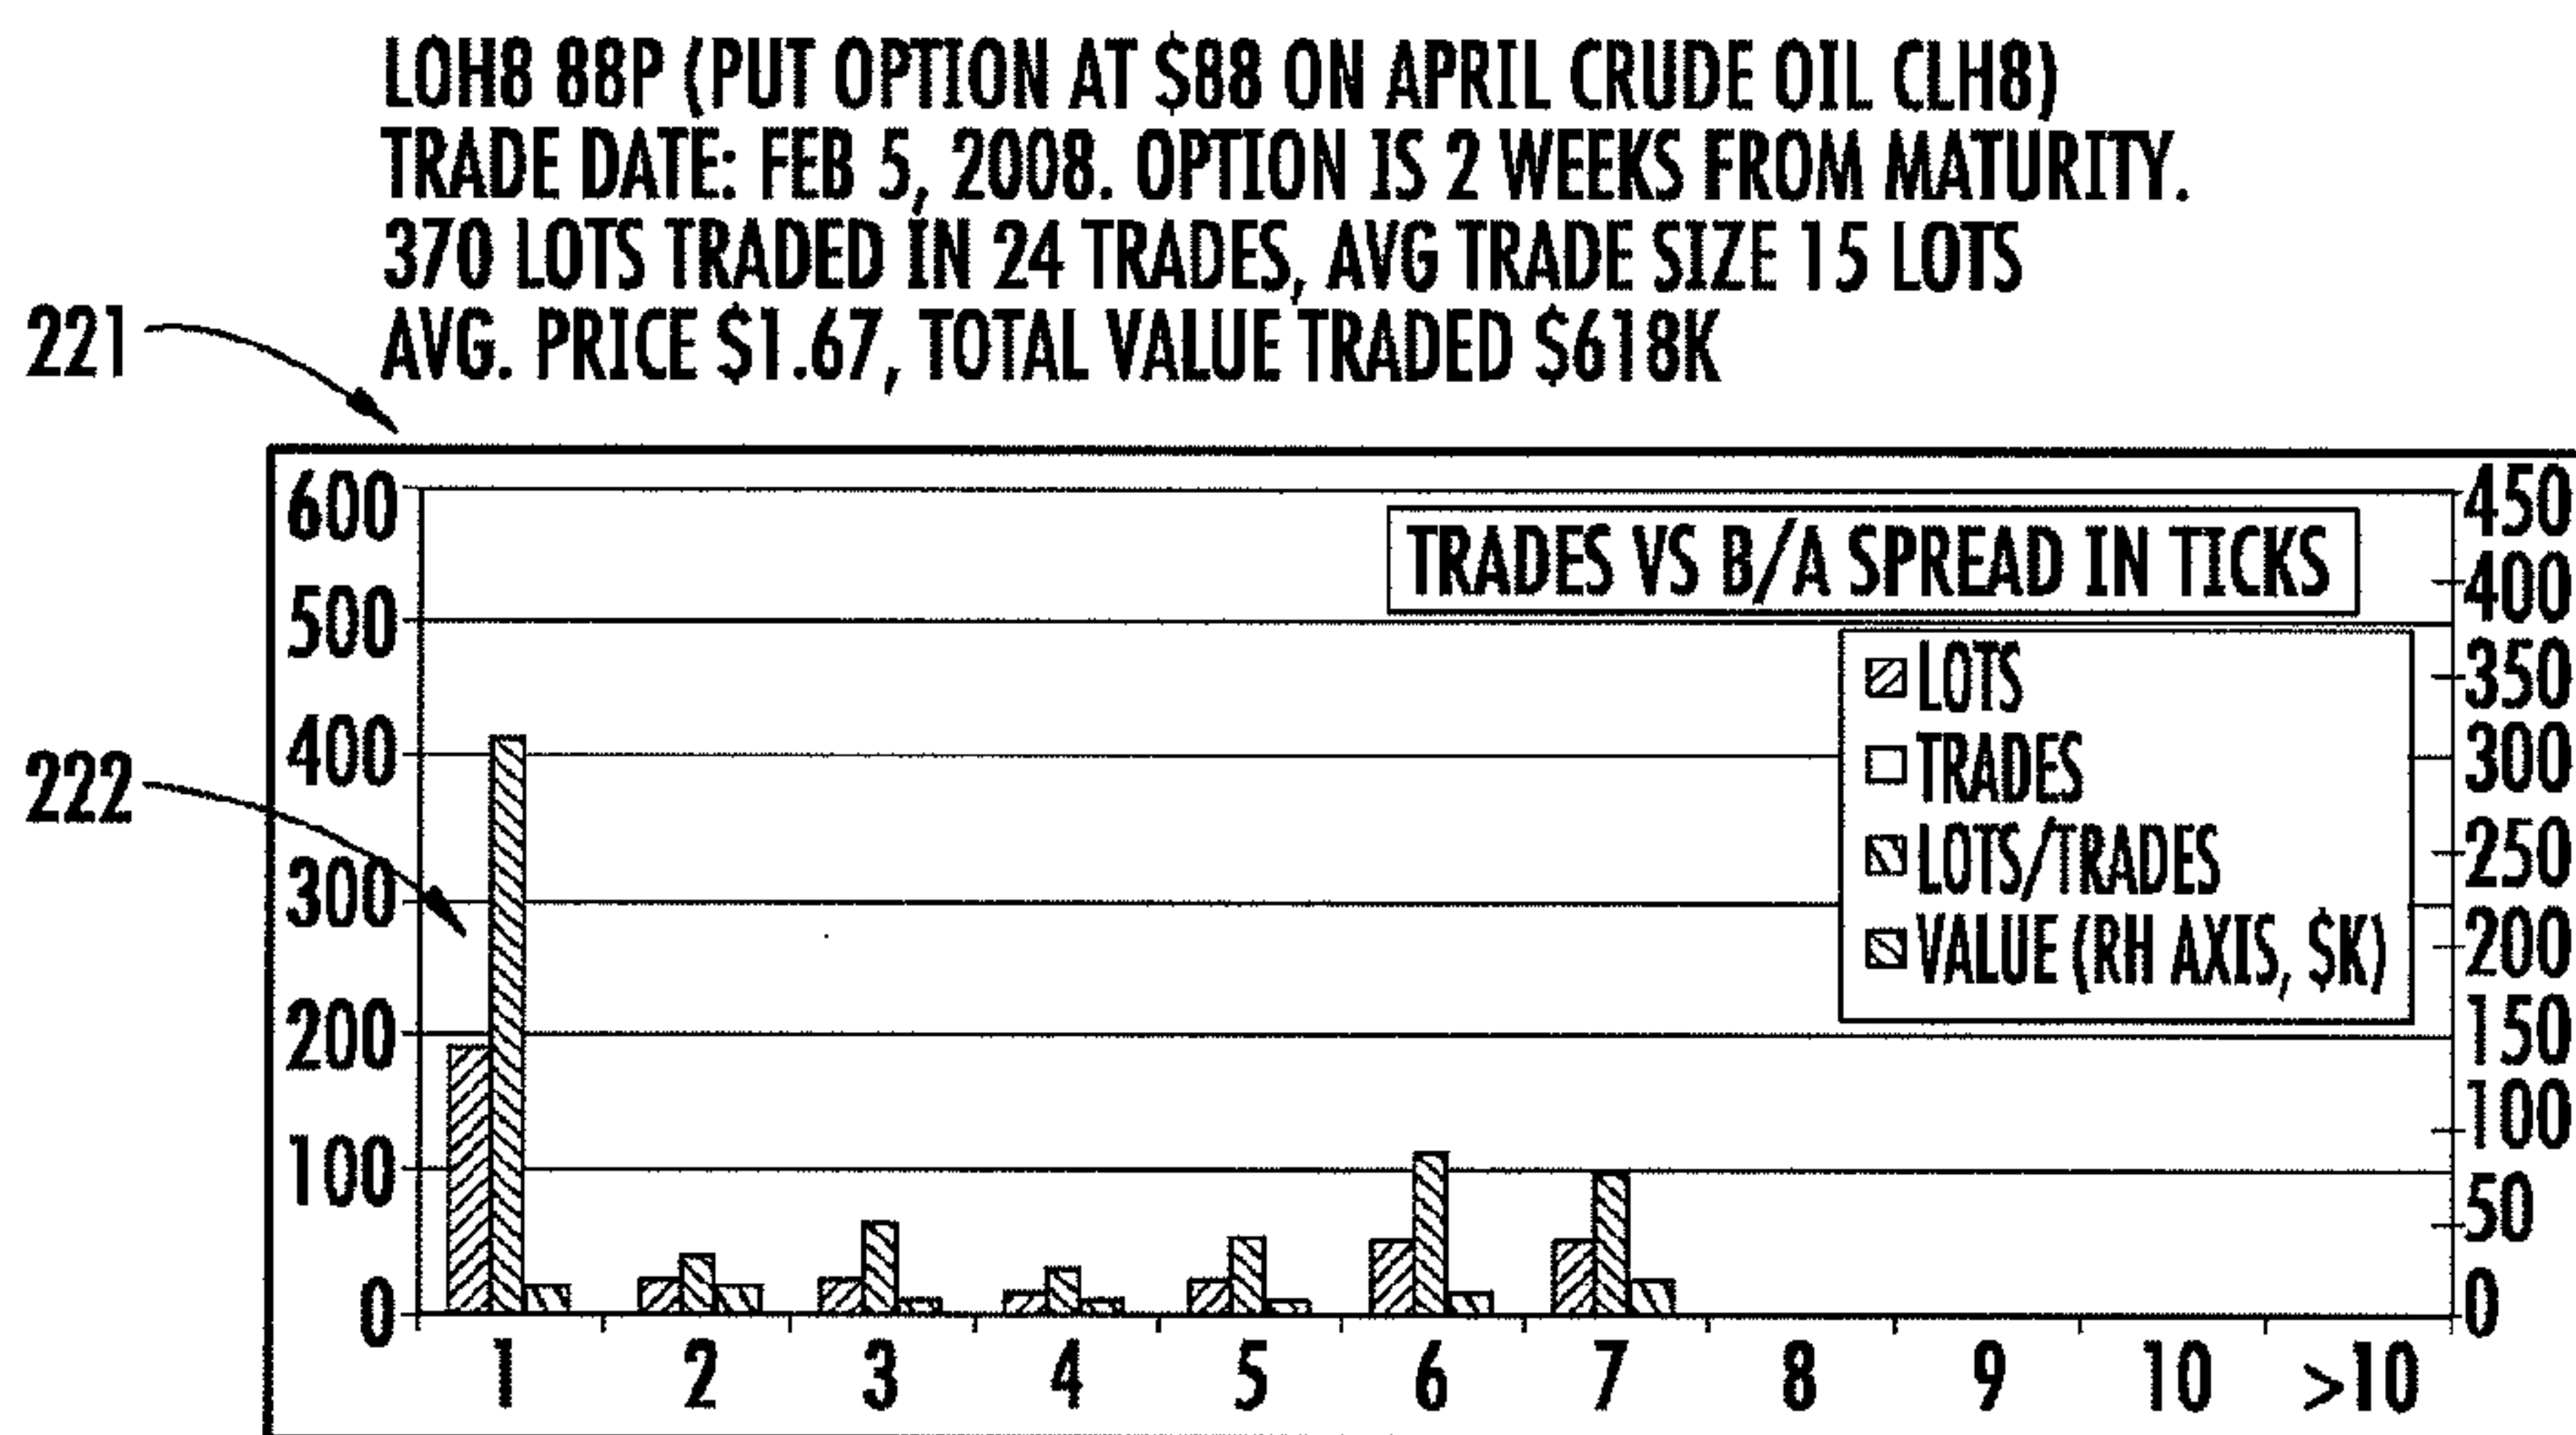 LOH8 88P (PUT OPTION AT $88 ON APRIL CRUDE OIL CLH8)
TRADE DATE: FEB 5, 2008. OPTION IS 2 WEEKS FROM MATURITY.
370 LOTS TRADED IN 24 TRADES, AVG TRADE SIZE 15 LOTS
AVG. PRICE $1.67, TOTAL VALUE TRADED $618K
221
222
600
500
400
300
200
100
0
TRADES VS B/A SPREAD IN TICKS
LOTS
TRADES
LOTS/TRADES
VALUE (RH AXIS, $K)
450
400
350
300
250
200
150
100
50
0
1 2 3 4 5 6 7 8 9 10 >10